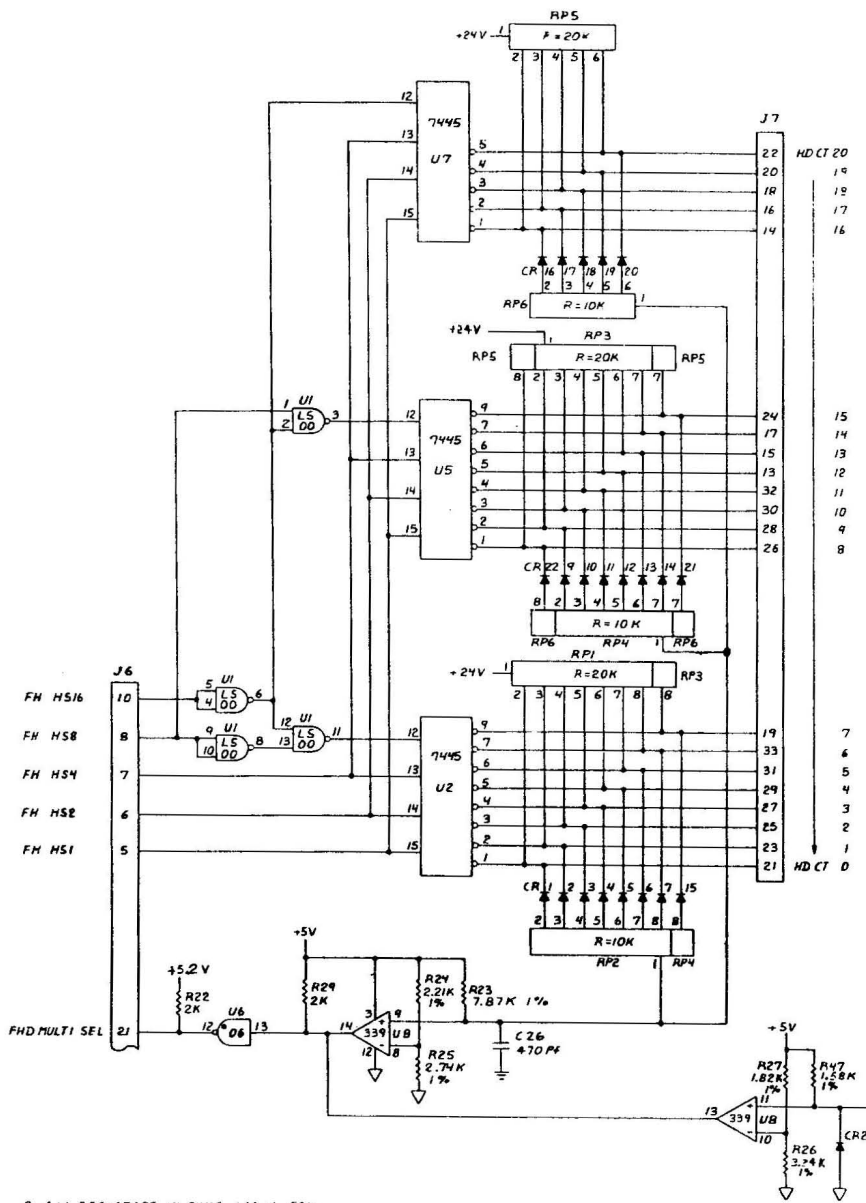 RP5
+24V 1 R=20K
2 3 4 5 6
12
13
14
15
7445
U7
5
4
3
2
1
J7
22 HD CT 20
20 19
18 18
16 17
14 16
CR 16 17 18 19 20
2 3 4 5 6
RP6 R=10K 1
+24V
RP3
RP5 1 R=20K RP5
8 2 3 4 5 6 7 7
1 U1
2 LS 00 3
12
13
14
15
7445
U5
9
7
6
5
4
3
2
1
24 15
17 14
15 13
13 12
32 11
30 10
28 9
26 8
CR 22 9 10 11 12 13 14 21
8 2 3 4 5 6 7 7
R=10K
RP6 RP4 1 RP6
RP1
+24V 1 R=20K RP3
2 3 4 5 6 7 8 8
J6
FH HS16 10
FH HS8 8
FH HS4 7
FH HS2 6
FH HS1 5
5 U1
4 LS 00 6
9 U1
10 LS 00 8
12 U1
13 LS 00 11
12
13
14
15
7445
U2
9
7
6
5
4
3
2
1
19 7
33 6
31 5
29 4
27 3
25 2
23 1
21 HD CT 0
CR 1 2 3 4 5 6 7 15
2 3 4 5 6 7 8 8
R=10K
RP2 1 RP4
+5.2V
R22
2K
FHD MULTI SEL 21
U6
12 06 13
+5V
R29
2K
R24
2.21K
1%
R23
7.87K 1%
3 9
14 339 U8
12 8
R25
2.74K
1%
C26
470 Pf
+5V
R27
1.82K
1%
R47
1.58K
1%
11
13 339 U8
10
R26
3.24K
1%
CR2